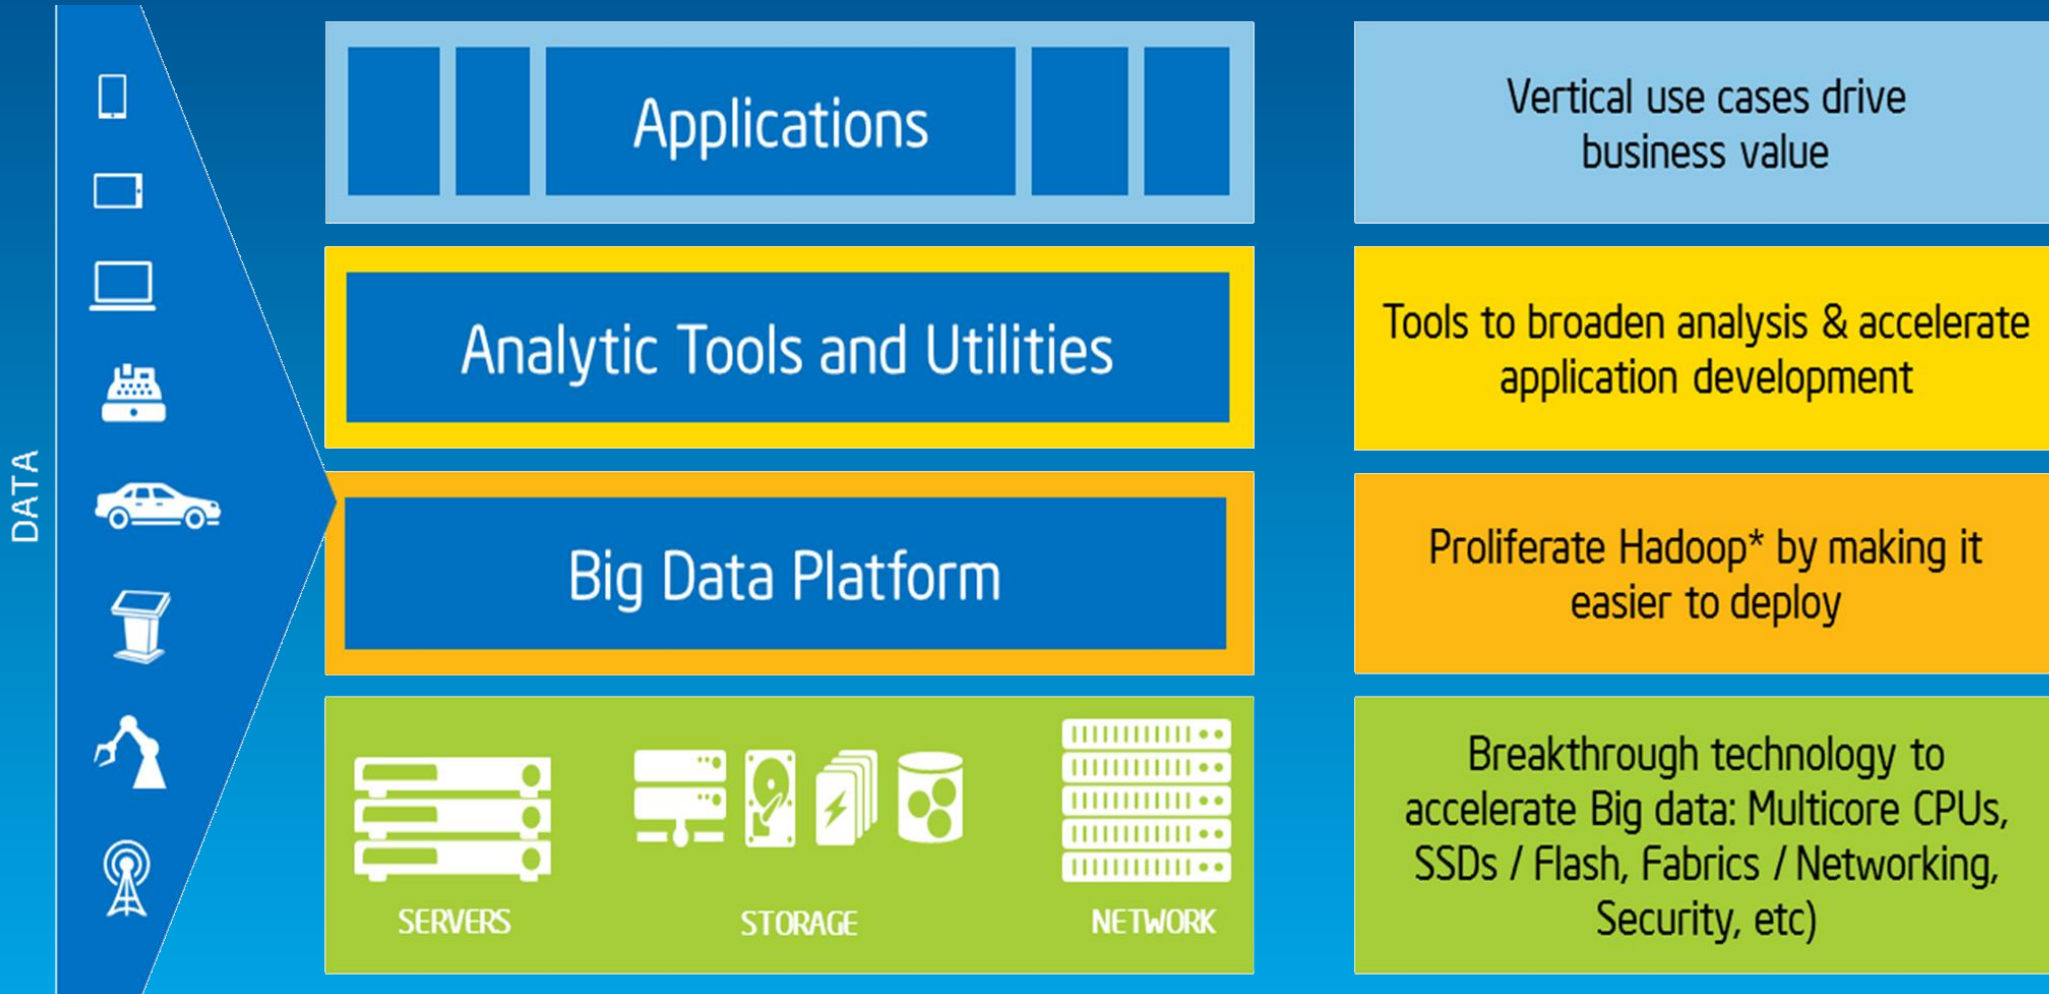 DATA
Applications
Vertical use cases drive
business value
Analytic Tools and Utilities
Tools to broaden analysis & accelerate
application development
Big Data Platform
Proliferate Hadoop* by making it
easier to deploy
SERVERS
STORAGE
NETWORK
Breakthrough technology to
accelerate Big data: Multicore CPUs,
SSDs / Flash, Fabrics / Networking,
Security, etc)